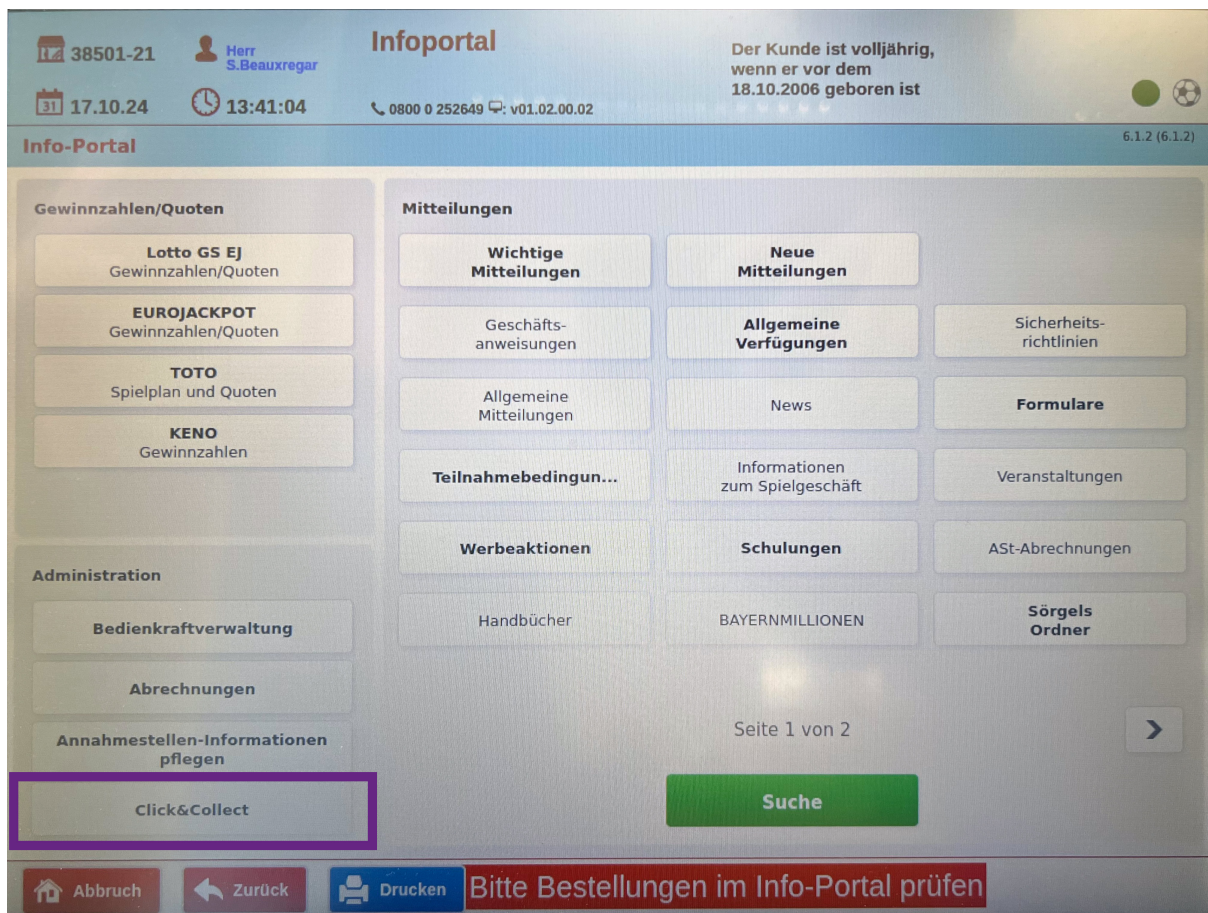 38501-21
Herr
S.Beauxregar
Infoportal
Der Kunde ist volljährig,
wenn er vor dem
18.10.2006 geboren ist
31
17.10.24
13:41:04
0800 0 252649 : v01.02.00.02
Info-Portal
6.1.2 (6.1.2)
Gewinnzahlen/Quoten
Lotto GS EJ
Gewinnzahlen/Quoten
EUROJACKPOT
Gewinnzahlen/Quoten
TOTO
Spielplan und Quoten
KENO
Gewinnzahlen
Administration
Bedienkraftverwaltung
Abrechnungen
Annahmestellen-Informationen
pflegen
Click&Collect
Mitteilungen
Wichtige
Mitteilungen
Neue
Mitteilungen
Geschäfts-
anweisungen
Allgemeine
Verfügungen
Sicherheits-
richtlinien
Allgemeine
Mitteilungen
News
Formulare
Teilnahmebedingun...
Informationen
zum Spielgeschäft
Veranstaltungen
Werbeaktionen
Schulungen
ASt-Abrechnungen
Handbücher
BAYERNMILLIONEN
Sörgels
Ordner
Seite 1 von 2
Suche
Abbruch
Zurück
Drucken
Bitte Bestellungen im Info-Portal prüfen